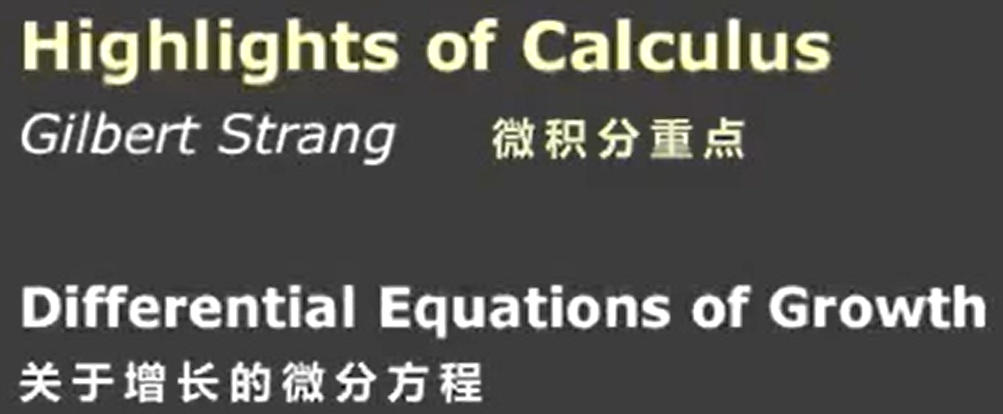 Highlights of Calculus
Gilbert Strang 微积分重点
Differential Equations of Growth
关于增长的微分方程